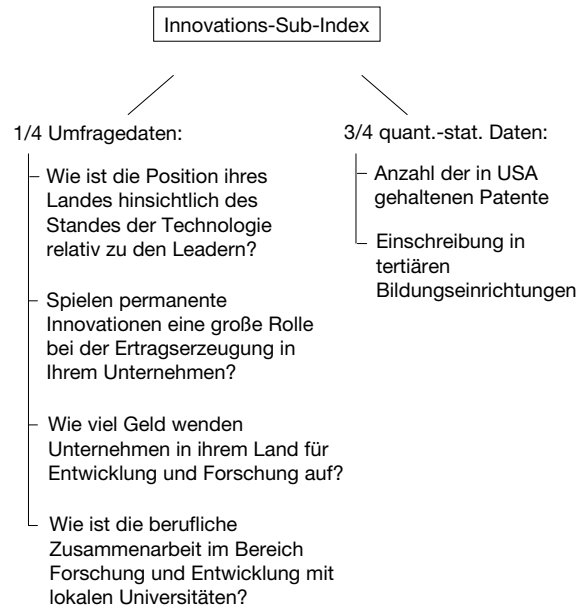 Innovations-Sub-Index
1/4 Umfragedaten:
Wie ist die Position ihres
Landes hinsichtlich des
Standes der Technologie
relativ zu den Leadern?
Spielen permanente
Innovationen eine große Rolle
bei der Ertragserzeugung in
Ihrem Unternehmen?
Wie viel Geld wenden
Unternehmen in ihrem Land für
Entwicklung und Forschung auf?
Wie ist die berufliche
Zusammenarbeit im Bereich
Forschung und Entwicklung mit
lokalen Universitäten?
3/4 quant.-stat. Daten:
Anzahl der in USA
gehaltenen Patente
Einschreibung in
tertiären
Bildungseinrichtungen